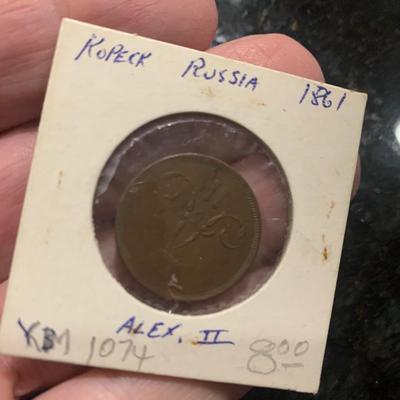 KOPECK RUSSIA 1861
ALEX. II
KM 1074 8.00